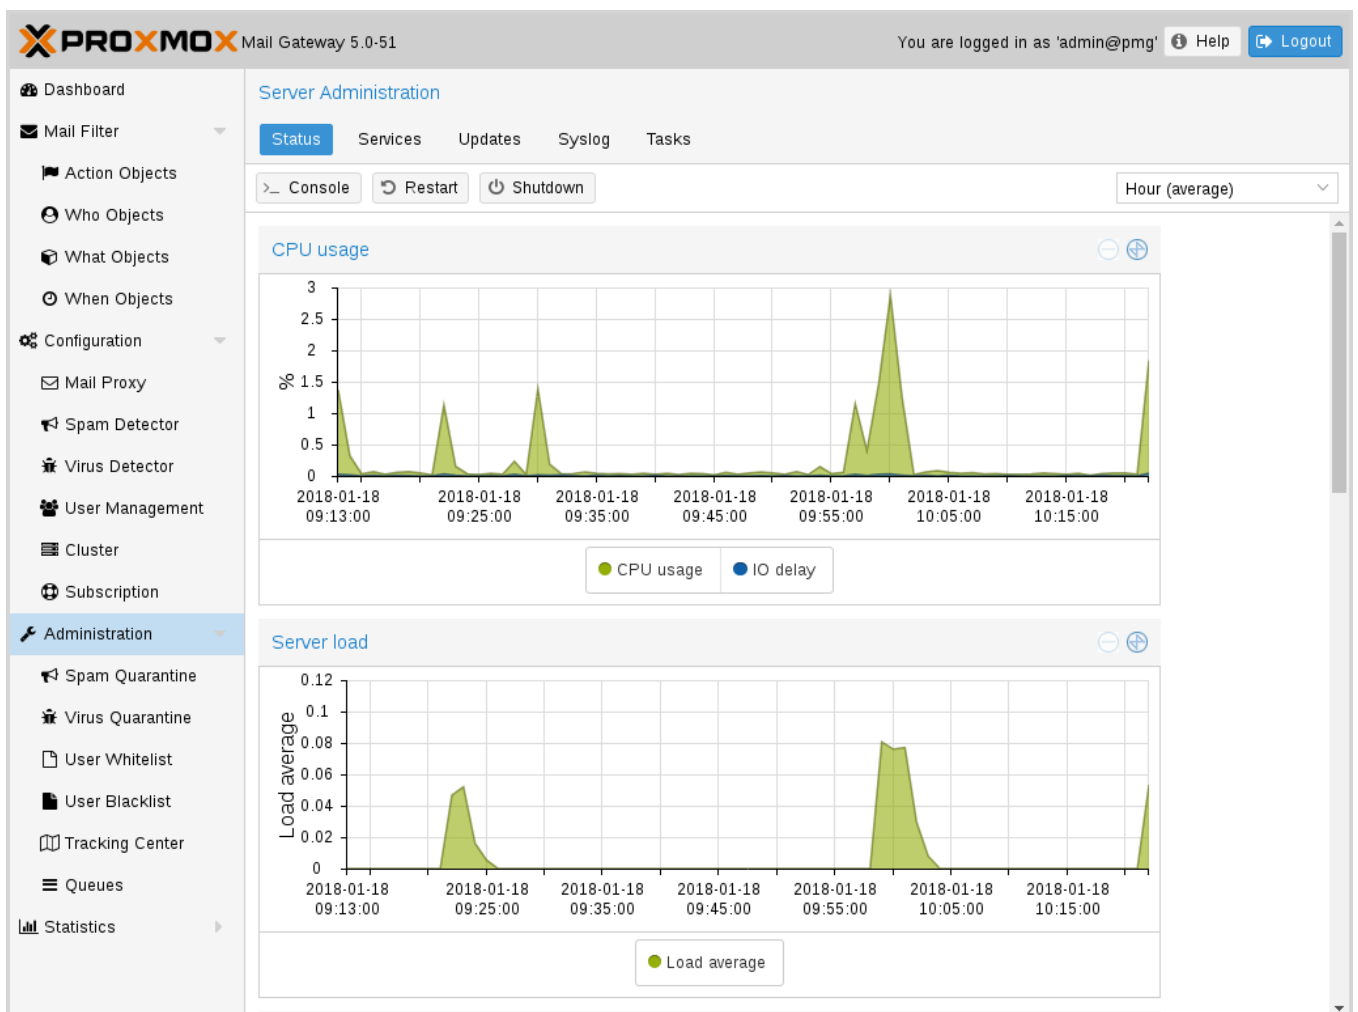 PROXMOX Mail Gateway 5.0-51
You are logged in as 'admin@pmg'
Help
Logout
Dashboard
Mail Filter
Action Objects
Who Objects
What Objects
When Objects
Configuration
Mail Proxy
Spam Detector
Virus Detector
User Management
Cluster
Subscription
Administration
Spam Quarantine
Virus Quarantine
User Whitelist
User Blacklist
Tracking Center
Queues
Statistics
Server Administration
Status Services Updates Syslog Tasks
>_ Console Restart Shutdown
Hour (average)
CPU usage
3
2.5
2
1.5
1
0.5
0
%
2018-01-18 2018-01-18 2018-01-18 2018-01-18 2018-01-18 2018-01-18 2018-01-18
09:13:00 09:25:00 09:35:00 09:45:00 09:55:00 10:05:00 10:15:00
CPU usage IO delay
Server load
0.12
0.1
0.08
0.06
0.04
0.02
0
Load average
2018-01-18 2018-01-18 2018-01-18 2018-01-18 2018-01-18 2018-01-18 2018-01-18
09:13:00 09:25:00 09:35:00 09:45:00 09:55:00 10:05:00 10:15:00
Load average